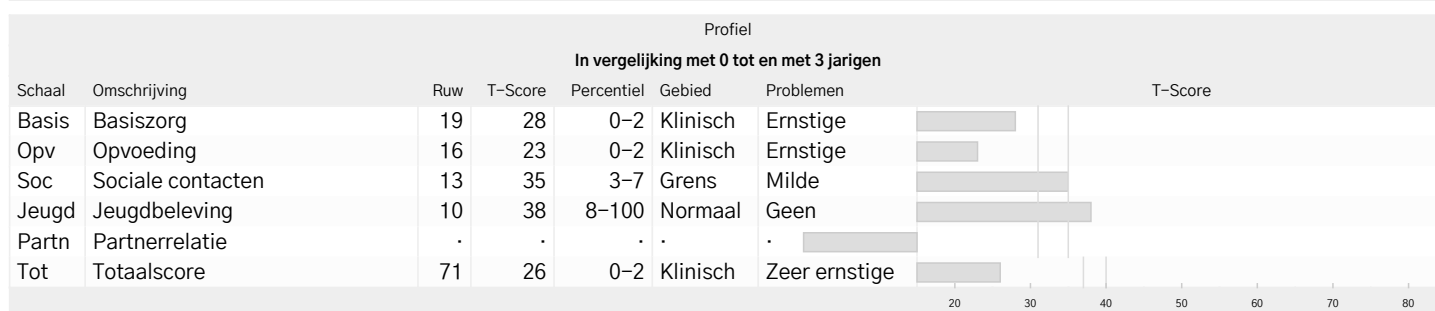 Profiel
In vergelijking met 0 tot en met 3 jarigen
Schaal Omschrijving Ruw T-Score Percentiel Gebied Problemen T-Score
Basis Basiszorg 19 28 0-2 Klinisch Ernstige
Opv Opvoeding 16 23 0-2 Klinisch Ernstige
Soc Sociale contacten 13 35 3-7 Grens Milde
Jeugd Jeugdbeleving 10 38 8-100 Normaal Geen
Partn Partnerrelatie . . . . .
Tot Totaalscore 71 26 0-2 Klinisch Zeer ernstige
20 30 40 50 60 70 80